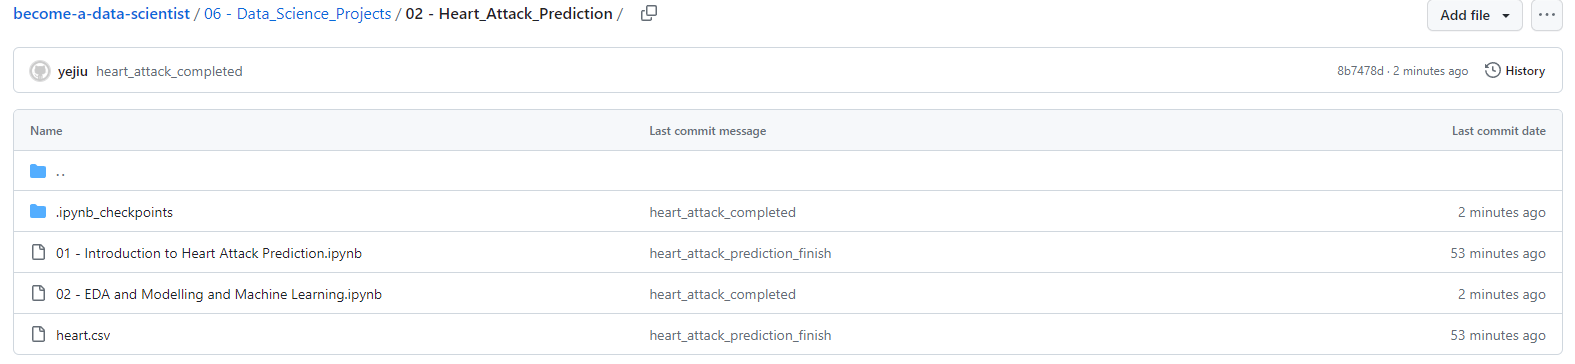 become-a-data-scientist / 06 - Data_Science_Projects / 02 - Heart_Attack_Prediction /
Add file
yejiu heart_attack_completed
8b7478d · 2 minutes ago
History
Name Last commit message Last commit date
..
.ipynb_checkpoints heart_attack_completed 2 minutes ago
01 - Introduction to Heart Attack Prediction.ipynb heart_attack_prediction_finish 53 minutes ago
02 - EDA and Modelling and Machine Learning.ipynb heart_attack_completed 2 minutes ago
heart.csv heart_attack_prediction_finish 53 minutes ago